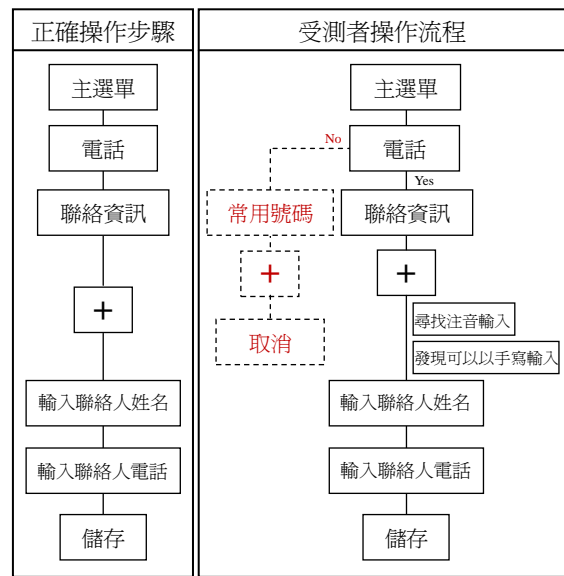 正確操作步驟
主選單
電話
聯絡資訊
+
輸入聯絡人姓名
輸入聯絡人電話
儲存
受測者操作流程
主選單
No
電話
Yes
常用號碼
聯絡資訊
+
+
尋找注音輸入
取消
發現可以以手寫輸入
輸入聯絡人姓名
輸入聯絡人電話
儲存